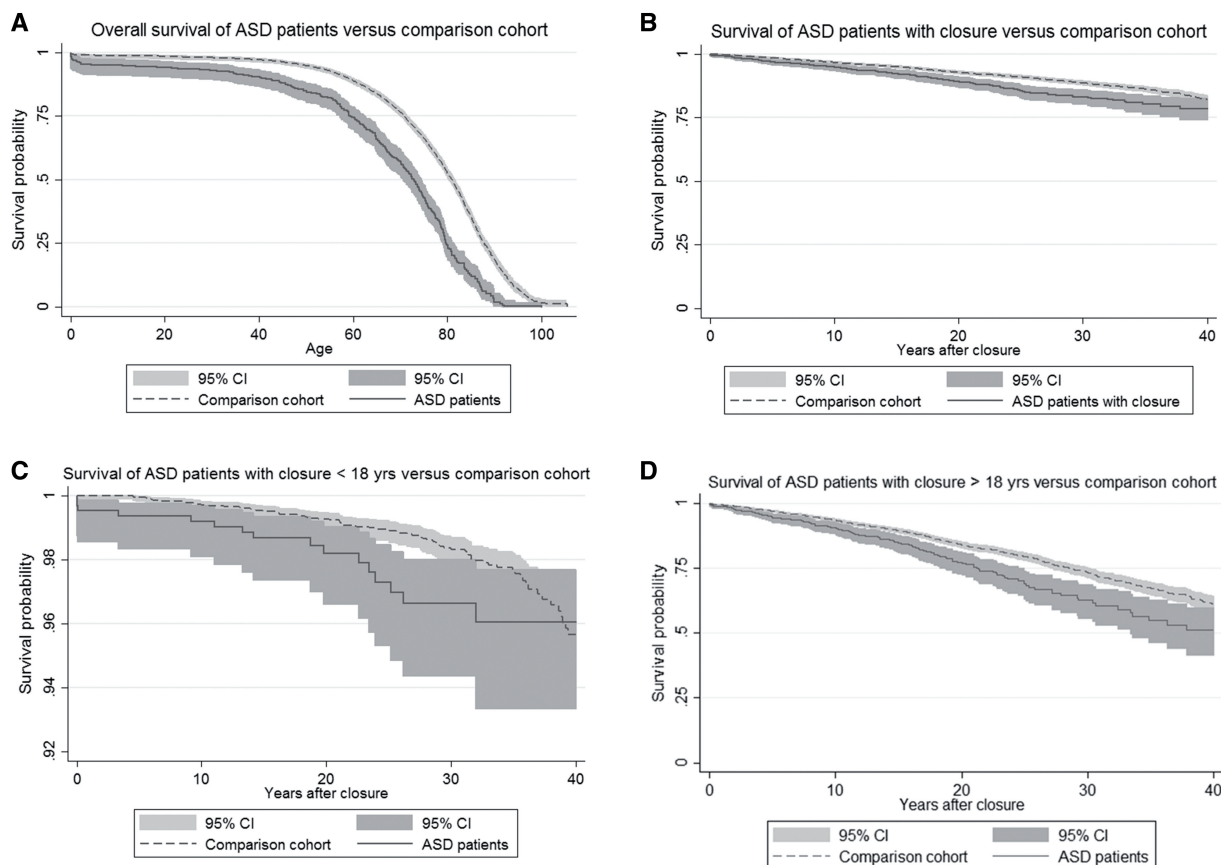 A
Overall survival of ASD patients versus comparison cohort
Survival probability
1
.75
.5
.25
0
0 20 40 60 80 100
Age
95% CI 95% CI
Comparison cohort ASD patients
B
Survival of ASD patients with closure versus comparison cohort
Survival probability
1
.75
.5
.25
0
0 10 20 30 40
Years after closure
95% CI 95% CI
Comparison cohort ASD patients with closure
C
Survival of ASD patients with closure < 18 yrs versus comparison cohort
Survival probability
1
.98
.96
.94
.92
0 10 20 30 40
Years after closure
95% CI 95% CI
Comparison cohort ASD patients
D
Survival of ASD patients with closure > 18 yrs versus comparison cohort
Survival probability
1
.75
.5
.25
0
0 10 20 30 40
Years after closure
95% CI 95% CI
Comparison cohort ASD patients